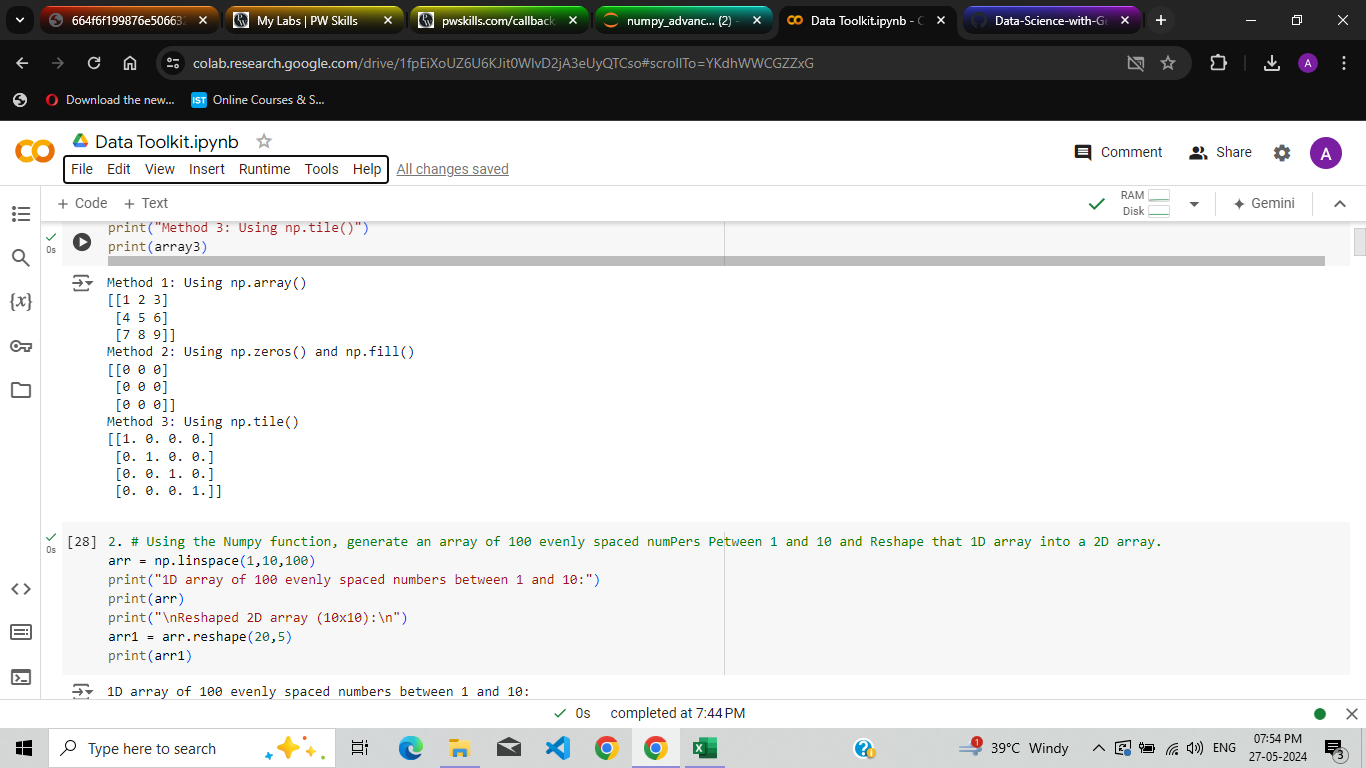 664f6f199876e50663
My Labs | PW Skills
pwskills.com/callback
numpy_advanc... (2) -
Data Toolkit.ipynb - C
Data-Science-with-Ge
colab.research.google.com/drive/1fpEiXoUZ6U6KJit0WlvD2jA3eUyQTCso#scrollTo=YKdhWWCGZZxG
A
Download the new...
IST Online Courses & S...
CO Data Toolkit.ipynb
File Edit View Insert Runtime Tools Help All changes saved
Comment Share A
+ Code + Text
RAM
Disk
Gemini
print("Method 3: Using np.tile()")
0s print(array3)
Method 1: Using np.array()
[[1 2 3]
[4 5 6]
[7 8 9]]
Method 2: Using np.zeros() and np.fill()
[[0 0 0]
[0 0 0]
[0 0 0]]
Method 3: Using np.tile()
[[1. 0. 0. 0.]
[0. 1. 0. 0.]
[0. 0. 1. 0.]
[0. 0. 0. 1.]]
0s [28] 2. # Using the Numpy function, generate an array of 100 evenly spaced numPers Petween 1 and 10 and Reshape that 1D array into a 2D array.
arr = np.linspace(1,10,100)
print("1D array of 100 evenly spaced numbers between 1 and 10:")
print(arr)
print("\nReshaped 2D array (10x10):\n")
arr1 = arr.reshape(20,5)
print(arr1)
1D array of 100 evenly spaced numbers between 1 and 10:
0s completed at 7:44 PM
Type here to search
1 39°C Windy
ENG
07:54 PM
27-05-2024
3